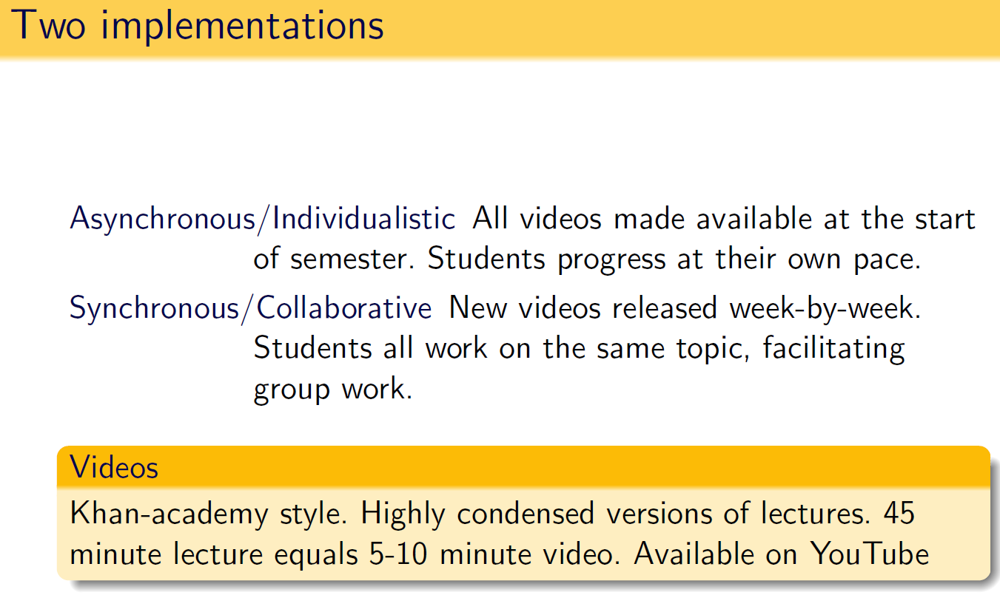 Two implementations
Asynchronous/Individualistic All videos made available at the start
of semester. Students progress at their own pace.
Synchronous/Collaborative New videos released week-by-week.
Students all work on the same topic, facilitating
group work.
Videos
Khan-academy style. Highly condensed versions of lectures. 45
minute lecture equals 5-10 minute video. Available on YouTube